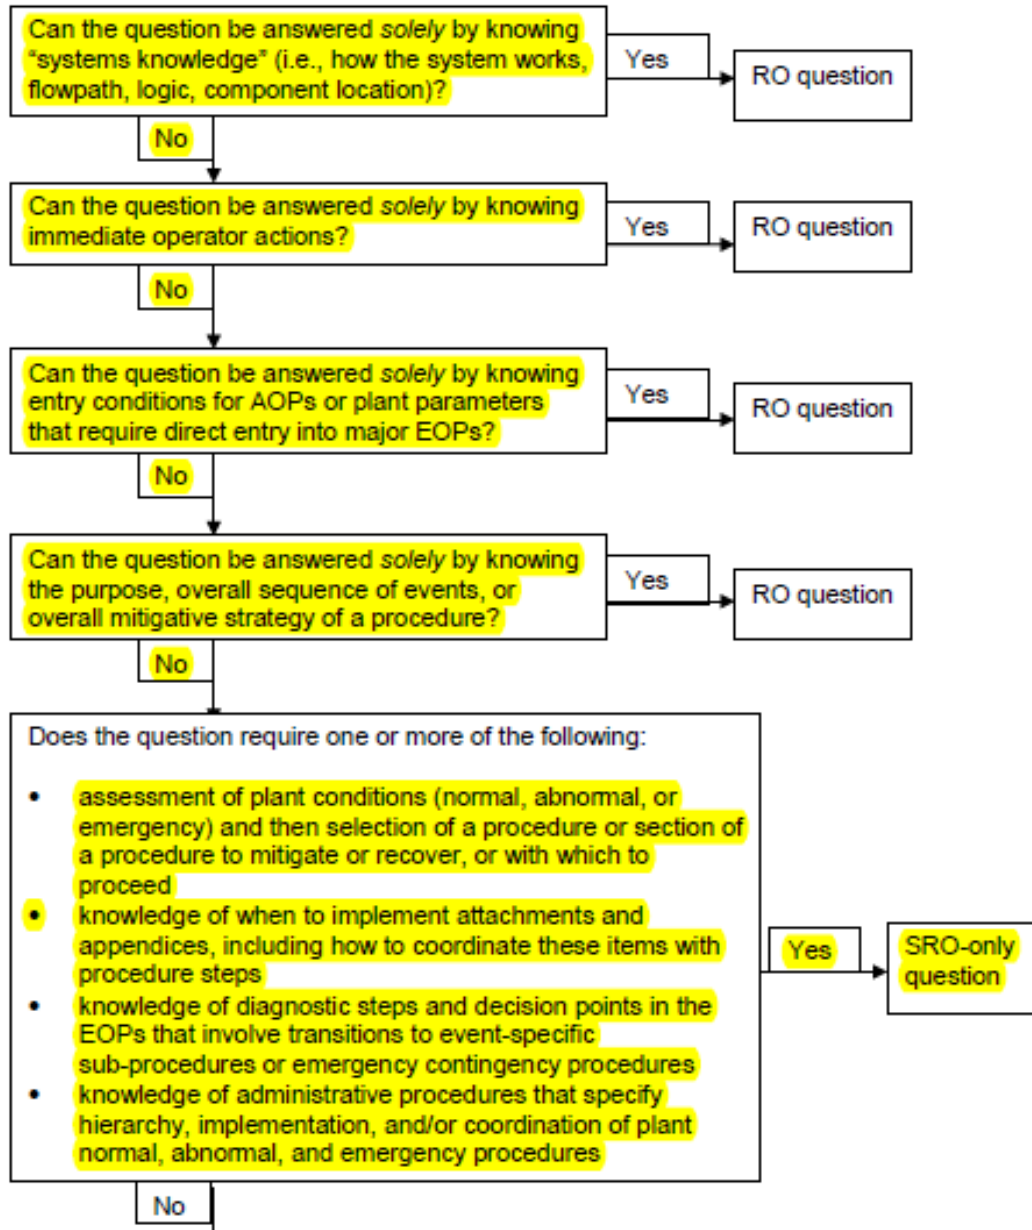 Can the question be answered solely by knowing
“systems knowledge” (i.e., how the system works,
flowpath, logic, component location)?
Yes
RO question
No
Can the question be answered solely by knowing
immediate operator actions?
Yes
RO question
No
Can the question be answered solely by knowing
entry conditions for AOPs or plant parameters
that require direct entry into major EOPs?
Yes
RO question
No
Can the question be answered solely by knowing
the purpose, overall sequence of events, or
overall mitigative strategy of a procedure?
Yes
RO question
No
Does the question require one or more of the following:
• assessment of plant conditions (normal, abnormal, or
emergency) and then selection of a procedure or section of
a procedure to mitigate or recover, or with which to
proceed
• knowledge of when to implement attachments and
appendices, including how to coordinate these items with
procedure steps
• knowledge of diagnostic steps and decision points in the
EOPs that involve transitions to event-specific
sub-procedures or emergency contingency procedures
• knowledge of administrative procedures that specify
hierarchy, implementation, and/or coordination of plant
normal, abnormal, and emergency procedures
Yes
SRO-only
question
No